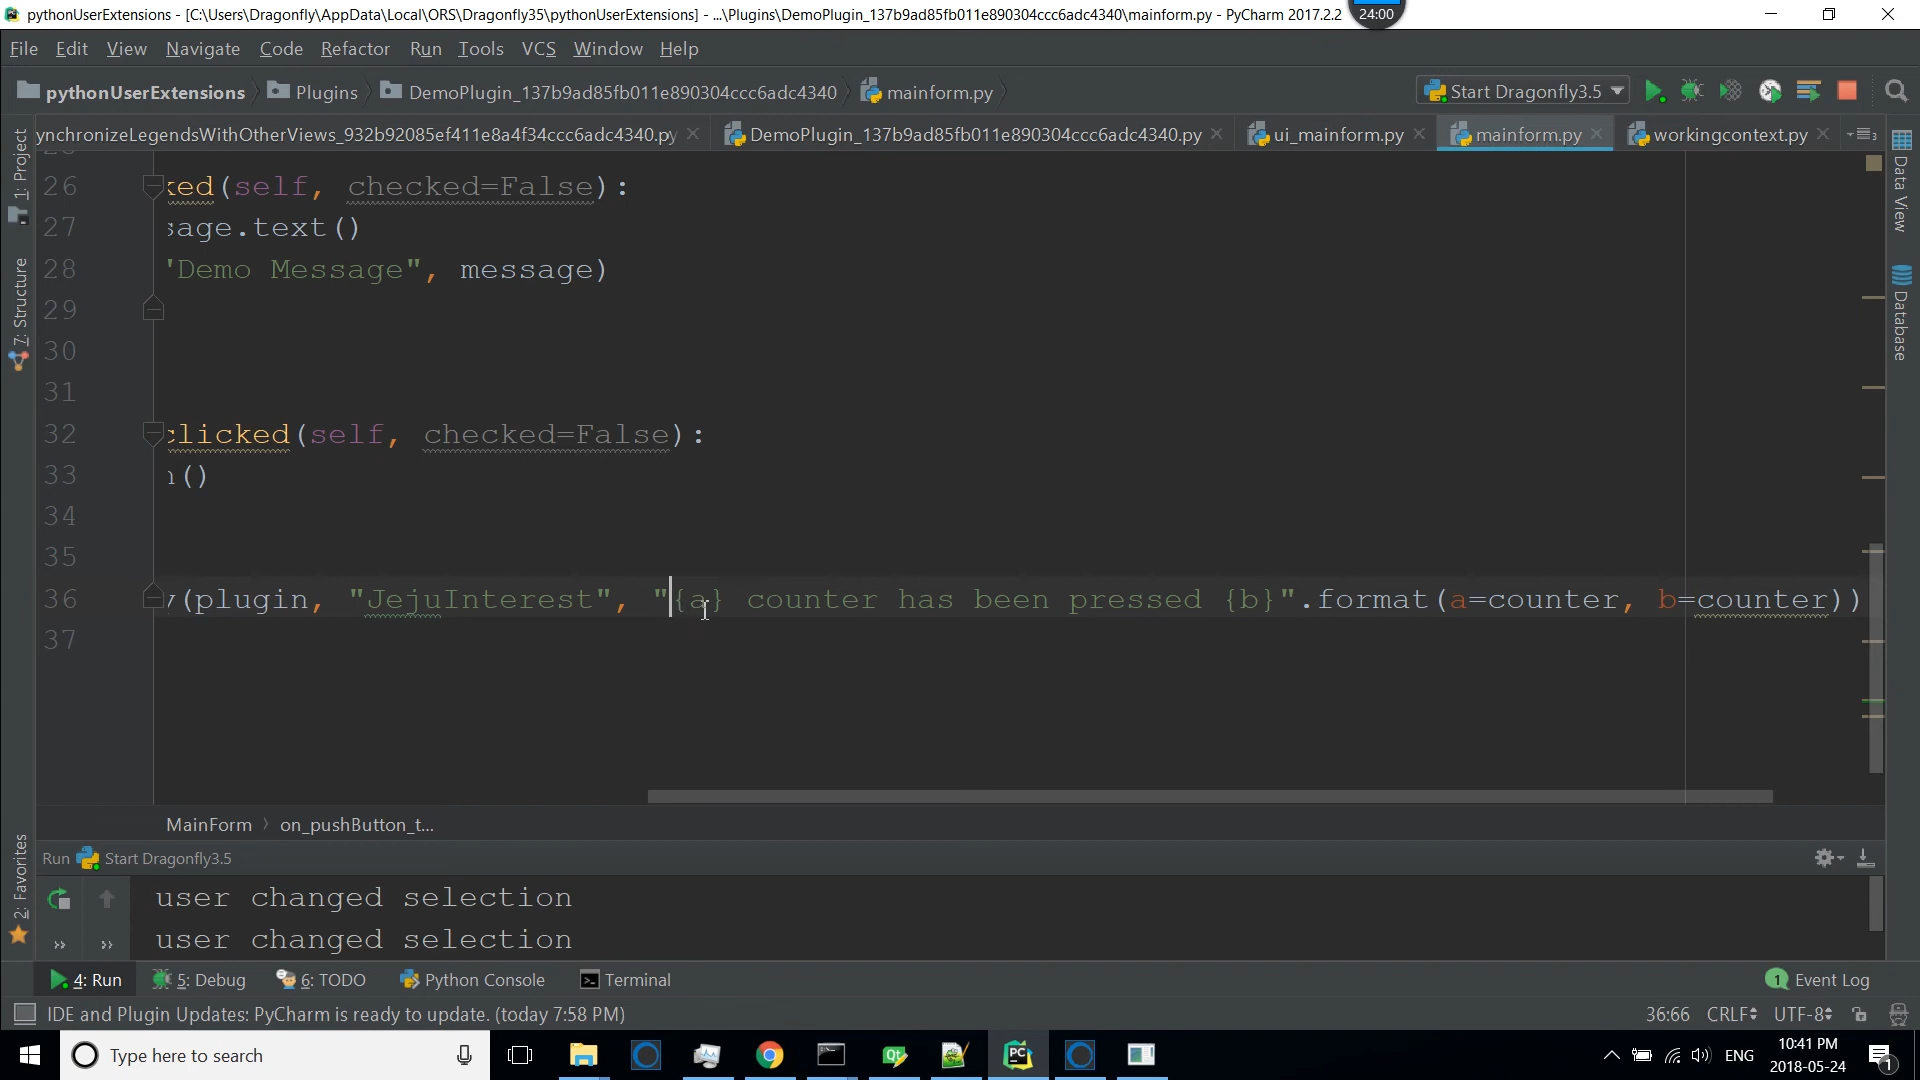 pythonUserExtensions - [C:\Users\Dragonfly\AppData\Local\ORS\Dragonfly35\pythonUserExtensions] - ...\Plugins\DemoPlugin_137b9ad85fb011e890304ccc6adc4340\mainform.py - PyCharm 2017.2.2
24:00
File Edit View Navigate Code Refactor Run Tools VCS Window Help
pythonUserExtensions Plugins DemoPlugin_137b9ad85fb011e890304ccc6adc4340 mainform.py Start Dragonfly3.5
ynchronizeLegendsWithOtherViews_932b92085ef411e8a4f34ccc6adc4340.py DemoPlugin_137b9ad85fb011e890304ccc6adc4340.py ui_mainform.py mainform.py workingcontext.py
1: Project
7: Structure
2: Favorites
Data View
Database
26 ked(self, checked=False):
27 sage.text()
28 "Demo Message", message)
29
30
31
32 clicked(self, checked=False):
33 n()
34
35
36 y(plugin, "JejuInterest", "{a} counter has been pressed {b}".format(a=counter, b=counter))
37
MainForm › on_pushButton_t...
Run Start Dragonfly3.5
user changed selection
user changed selection
4: Run 5: Debug 6: TODO Python Console Terminal 1 Event Log
IDE and Plugin Updates: PyCharm is ready to update. (today 7:58 PM) 36:66 CRLF UTF-8
Type here to search
ENG
10:41 PM
2018-05-24
1